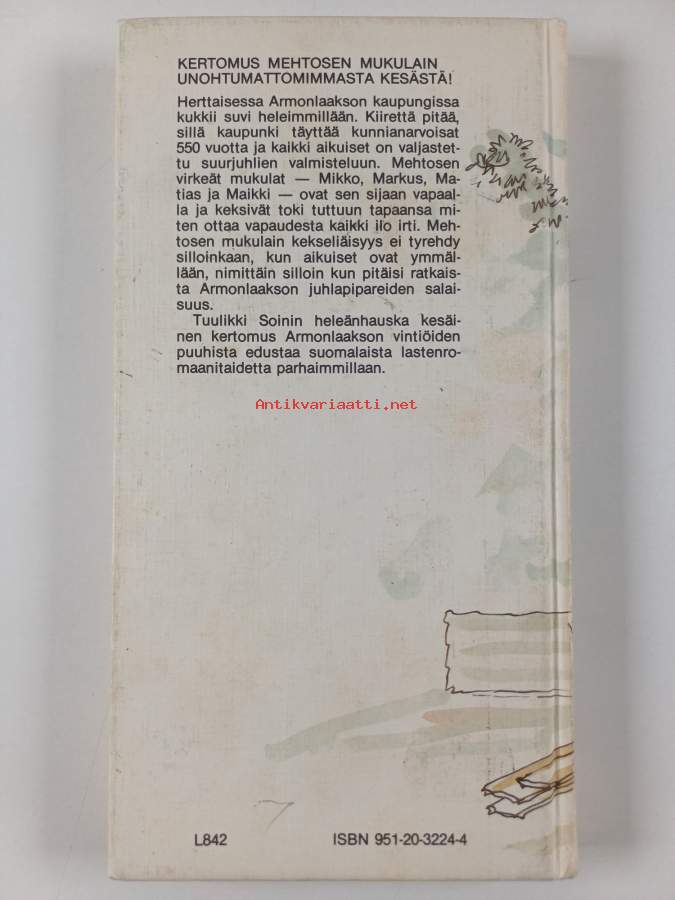 KERTOMUS MEHTOSEN MUKULAIN
UNOHTUMATTOMIMMASTA KESÄSTÄ!
Herttaisessa Armonlaakson kaupungissa
kukkii suvi heleimmillään. Kiirettä pitää,
sillä kaupunki täyttää kunnianarvoisat
550 vuotta ja kaikki aikuiset on valjastet-
tu suurjuhlien valmisteluun. Mehtosen
virkeät mukulat — Mikko, Markus, Ma-
tias ja Maikki — ovat sen sijaan vapaal-
la ja keksivät toki tuttuun tapaansa mi-
ten ottaa vapaudesta kaikki ilo irti. Meh-
tosen mukulain kekseliäisyys ei tyrehdy
silloinkaan, kun aikuiset ovat ymmäl-
lään, nimittäin silloin kun pitäisi ratkais-
ta Armonlaakson juhlapipareiden salai-
suus.
Tuulikki Soinin heleänhauska kesäi-
nen kertomus Armonlaakson vintiöiden
puuhista edustaa suomalaista lastenro-
maanitaidetta parhaimmillaan.
Antikvariaatti.net
L842 ISBN 951-20-3224-4